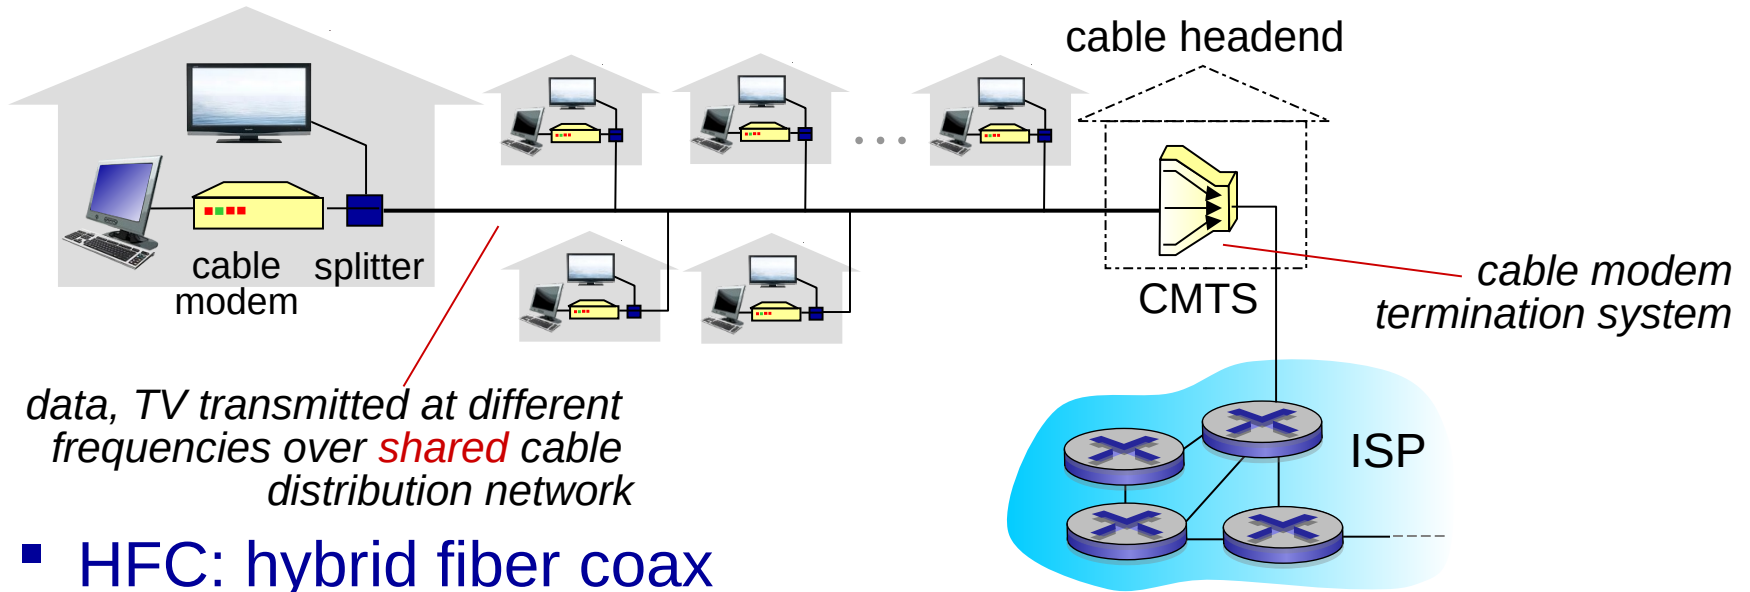 cable headend
cable
modem
splitter
CMTS
cable modem
termination system
data, TV transmitted at different
frequencies over shared cable
distribution network
ISP
HFC: hybrid fiber coax